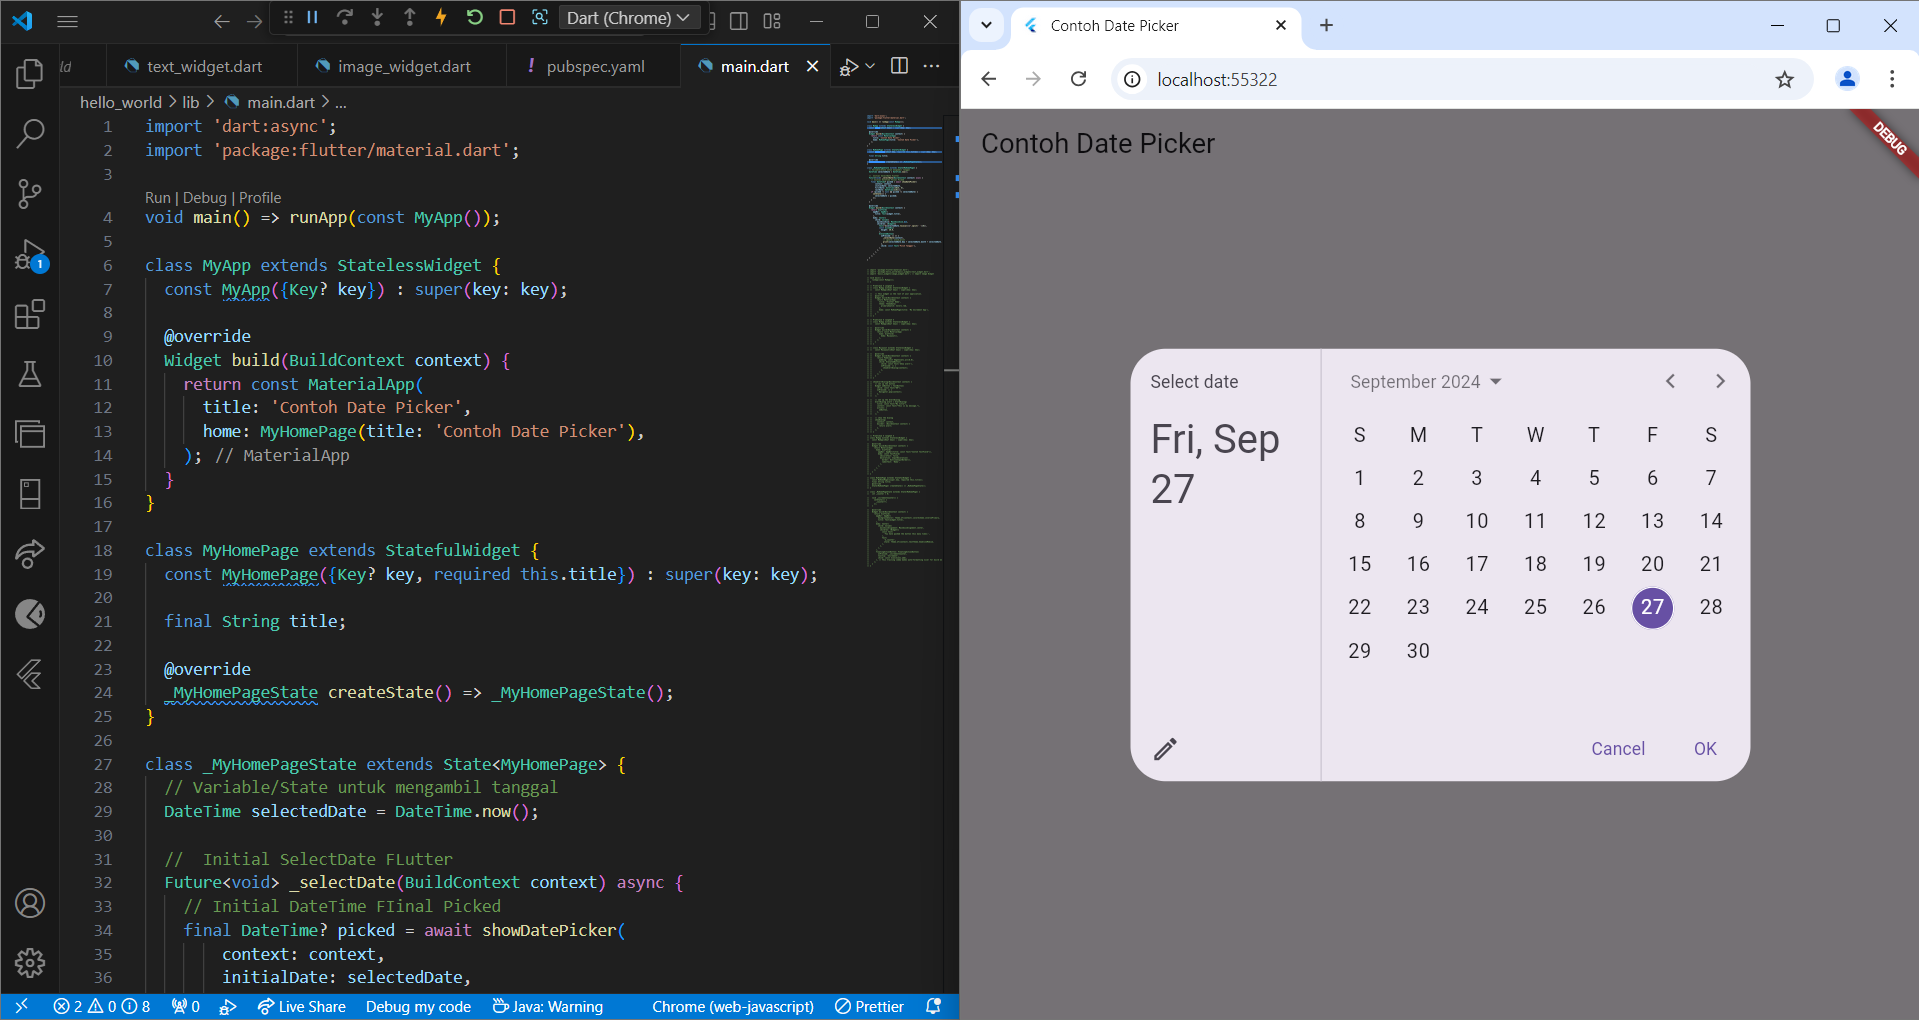 Dart (Chrome)
ld
text_widget.dart
image_widget.dart
! pubspec.yaml
main.dart
hello_world > lib > main.dart > ...
1 import 'dart:async';
2 import 'package:flutter/material.dart';
3
Run | Debug | Profile
4 void main() => runApp(const MyApp());
5
6 class MyApp extends StatelessWidget {
7 const MyApp({Key? key}) : super(key: key);
8
9 @override
10 Widget build(BuildContext context) {
11 return const MaterialApp(
12 title: 'Contoh Date Picker',
13 home: MyHomePage(title: 'Contoh Date Picker'),
14 ); // MaterialApp
15 }
16 }
17
18 class MyHomePage extends StatefulWidget {
19 const MyHomePage({Key? key, required this.title}) : super(key: key);
20
21 final String title;
22
23 @override
24 _MyHomePageState createState() => _MyHomePageState();
25 }
26
27 class _MyHomePageState extends State<MyHomePage> {
28 // Variable/State untuk mengambil tanggal
29 DateTime selectedDate = DateTime.now();
30
31 //  Initial SelectDate FLutter
32 Future<void> _selectDate(BuildContext context) async {
33 // Initial DateTime FIinal Picked
34 final DateTime? picked = await showDatePicker(
35 context: context,
36 initialDate: selectedDate,
1
2 0 8 0 Live Share Debug my code Java: Warning Chrome (web-javascript) Prettier
Contoh Date Picker
localhost:55322
Contoh Date Picker
DEBUG
Select date
Fri, Sep
27
September 2024
S M T W T F S
1 2 3 4 5 6 7
8 9 10 11 12 13 14
15 16 17 18 19 20 21
22 23 24 25 26 27 28
29 30
Cancel OK